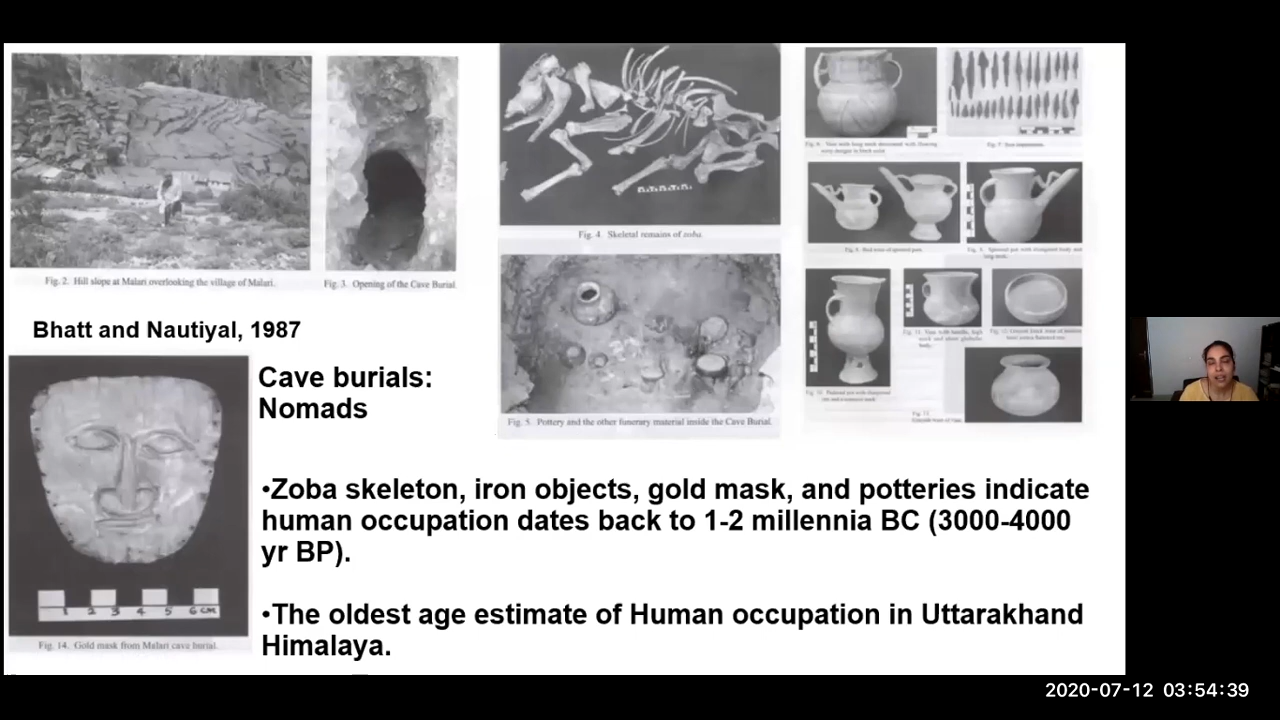 Fig. 2. Hill slope at Malari overlooking the village of Malari.
Fig. 3. Opening of the Cave Burial.
Bhatt and Nautiyal, 1987
Cave burials:
Nomads
Fig. 4. Skeletal remains of zoba.
Fig. 5. Pottery and the other funerary material inside the Cave Burial.
•Zoba skeleton, iron objects, gold mask, and potteries indicate
human occupation dates back to 1-2 millennia BC (3000-4000
yr BP).
•The oldest age estimate of Human occupation in Uttarakhand
Himalaya.
1 2 3 4 5 6 CM
Fig. 14. Gold mask from Malari cave burial.
2020-07-12 03:54:39